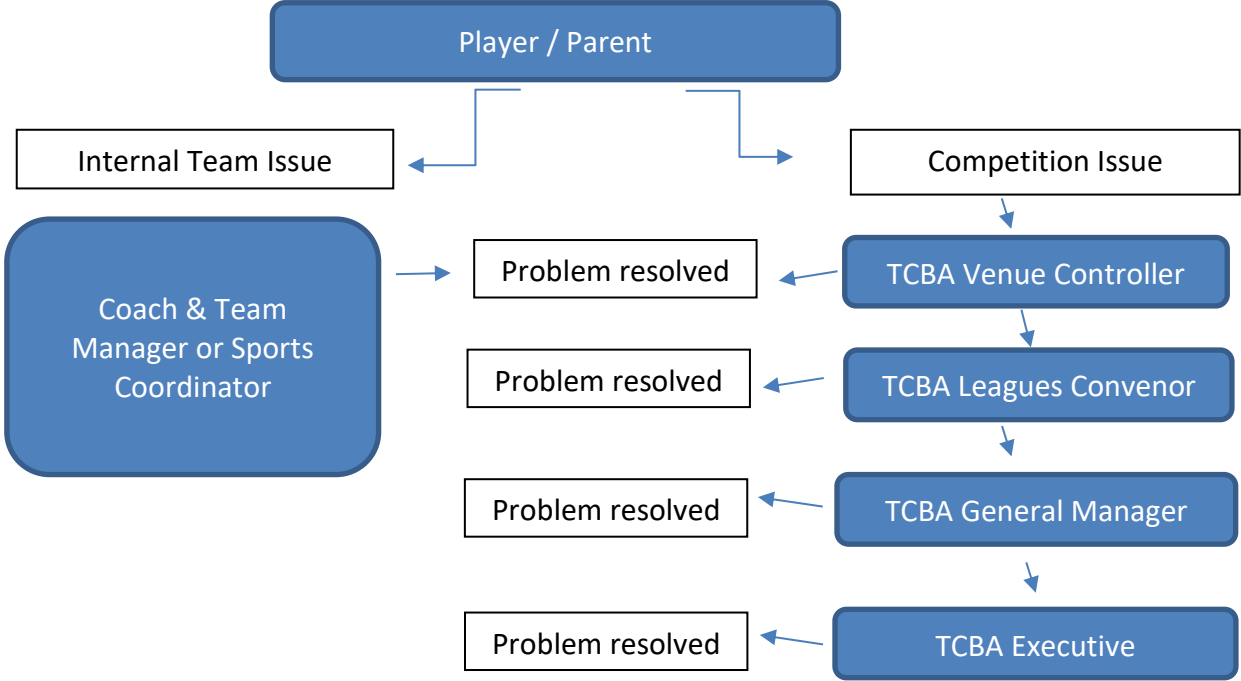 Player / Parent
Internal Team Issue
Competition Issue
Coach & Team
Manager or Sports
Coordinator
Problem resolved
TCBA Venue Controller
Problem resolved
TCBA Leagues Convenor
Problem resolved
TCBA General Manager
Problem resolved
TCBA Executive